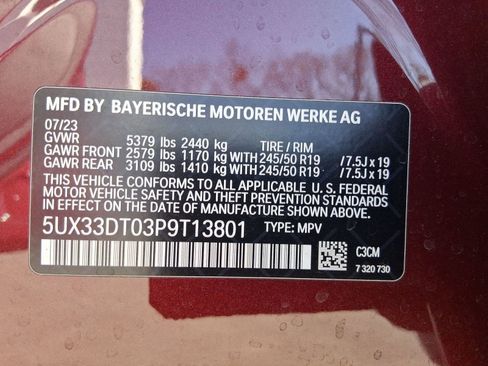 MFD BY BAYERISCHE MOTOREN WERKE AG
07/23
GVWR 5379 lbs 2440 kg TIRE / RIM
GAWR FRONT 2579 lbs 1170 kg WITH 245/50 R19 /7.5J x 19
GAWR REAR 3109 lbs 1410 kg WITH 245/50 R19 /7.5J x 19
THIS VEHICLE CONFORMS TO ALL APPLICABLE U. S. FEDERAL
MOTOR VEHICLE SAFETY AND THEFT PREVENTION STANDARDS
IN EFFECT ON THE DATE OF MANUFACTURE SHOWN ABOVE.
5UX33DT03P9T13801 TYPE: MPV
C3CM
7 320 730